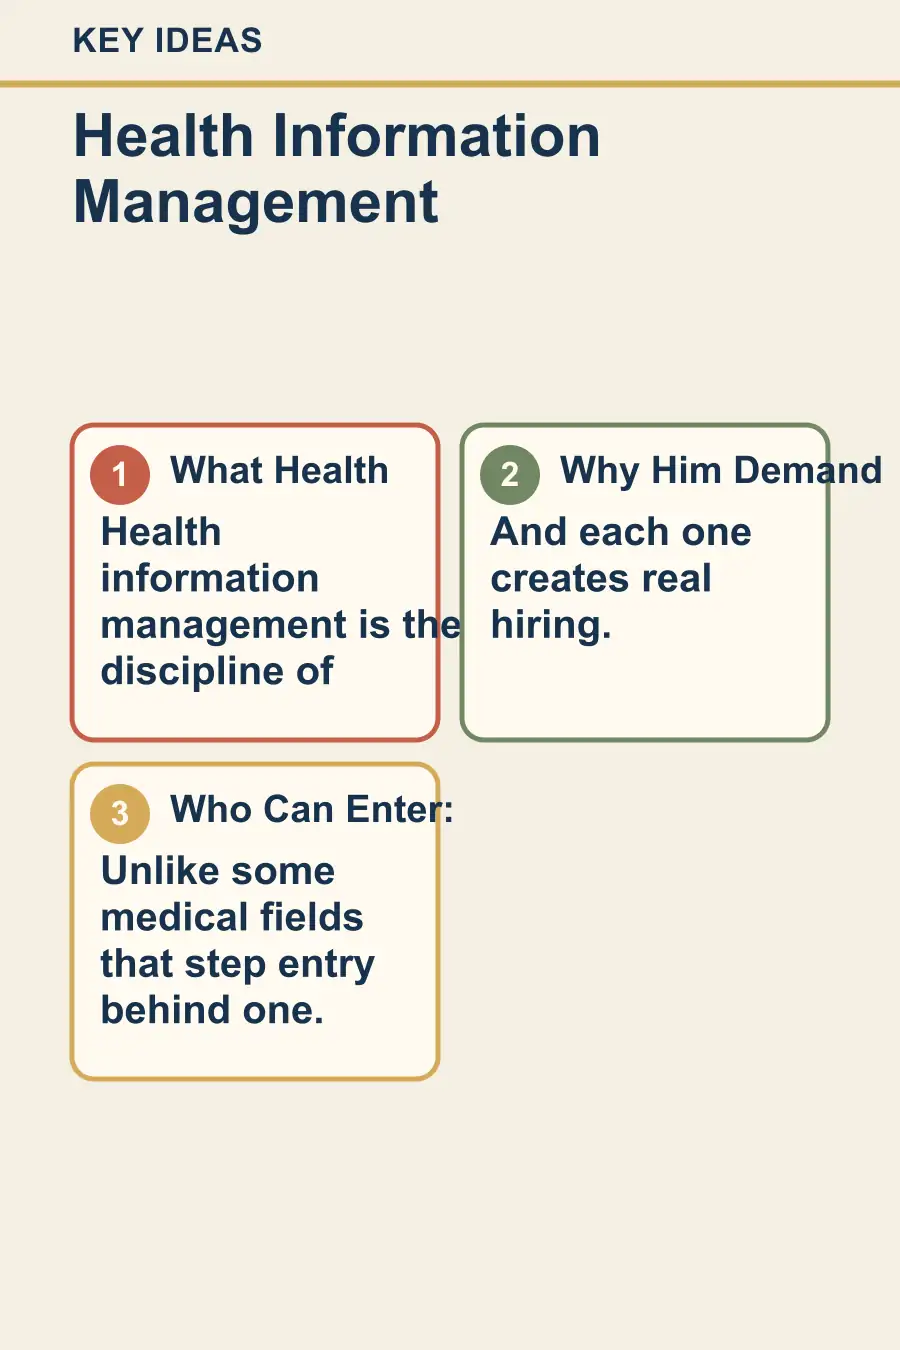 KEY IDEAS
Health Information
Management
1 What Health
Health
information
management is the
discipline of
2 Why Him Demand
And each one
creates real
hiring.
3 Who Can Enter:
Unlike some
medical fields
that step entry
behind one.